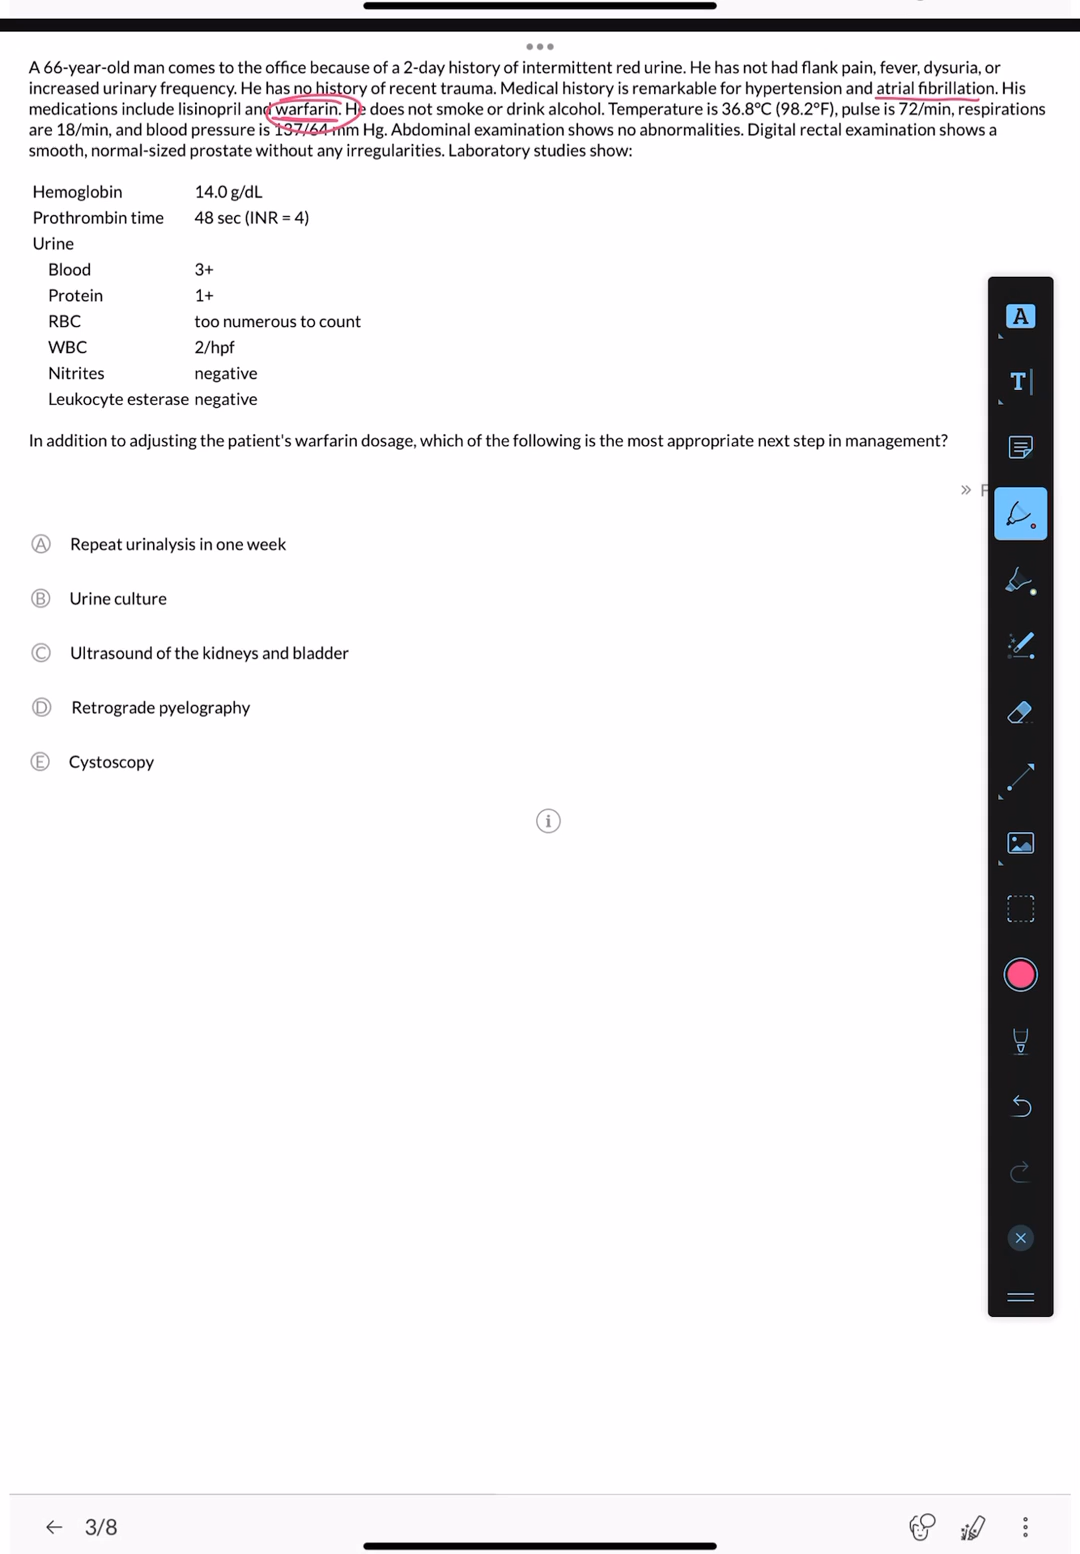 A 66-year-old man comes to the office because of a 2-day history of intermittent red urine. He has not had flank pain, fever, dysuria, or
increased urinary frequency. He has no history of recent trauma. Medical history is remarkable for hypertension and atrial fibrillation. His
medications include lisinopril and warfarin. He does not smoke or drink alcohol. Temperature is 36.8°C (98.2°F), pulse is 72/min, respirations
are 18/min, and blood pressure is 137/64 mm Hg. Abdominal examination shows no abnormalities. Digital rectal examination shows a
smooth, normal-sized prostate without any irregularities. Laboratory studies show:
Hemoglobin 14.0 g/dL
Prothrombin time 48 sec (INR = 4)
Urine
Blood 3+
Protein 1+
RBC too numerous to count
WBC 2/hpf
Nitrites negative
Leukocyte esterase negative
In addition to adjusting the patient's warfarin dosage, which of the following is the most appropriate next step in management?
» F
A Repeat urinalysis in one week
B Urine culture
C Ultrasound of the kidneys and bladder
D Retrograde pyelography
E Cystoscopy
i
A
T
3/8